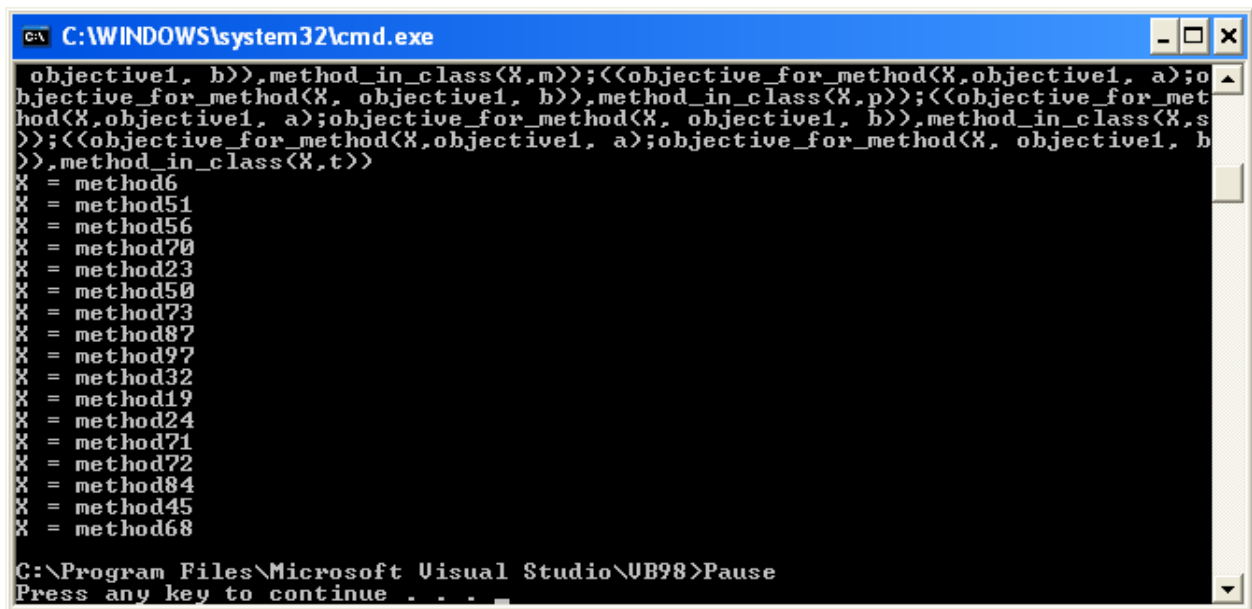 C:\WINDOWS\system32\cmd.exe
objective1, b)),method_in_class(X,m));((objective_for_method(X,objective1, a);o
bjective_for_method(X, objective1, b)),method_in_class(X,p));((objective_for_met
hod(X,objective1, a);objective_for_method(X, objective1, b)),method_in_class(X,s
));((objective_for_method(X,objective1, a);objective_for_method(X, objective1, b
)),method_in_class(X,t))
X = method6
X = method51
X = method56
X = method70
X = method23
X = method50
X = method73
X = method87
X = method97
X = method32
X = method19
X = method24
X = method71
X = method72
X = method84
X = method45
X = method68
C:\Program Files\Microsoft Visual Studio\VB98>Pause
Press any key to continue . . . _